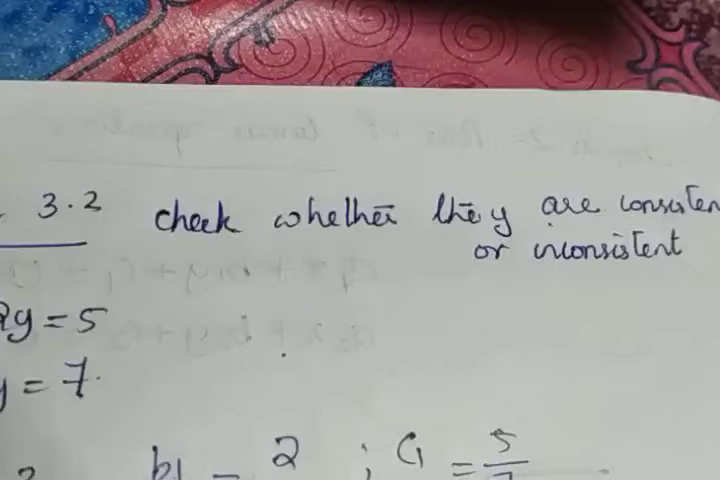 3.2 check whether they are consisten
or inconsistent
2y = 5
y = 7.
b1 = 2 ; C1 = 5